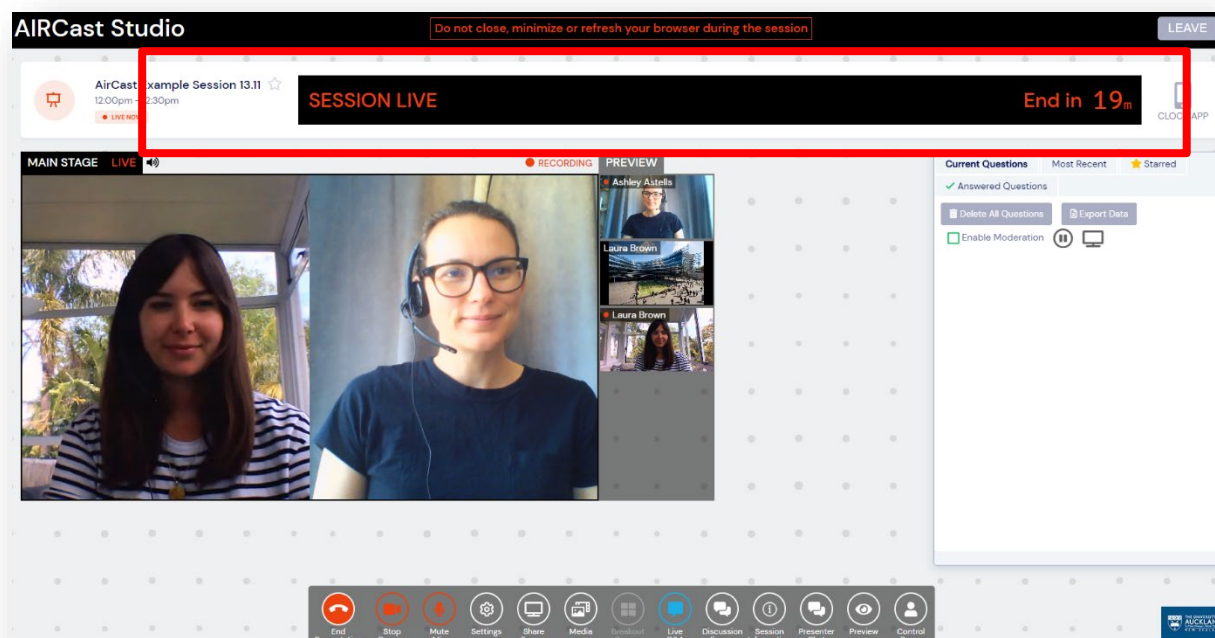 AIRCast Studio
Do not close, minimize or refresh your browser during the session
LEAVE
AirCast Example Session 13.11
12:00pm - 12:30pm
LIVE NOW
SESSION LIVE
End in 19m
CLOCK APP
MAIN STAGE LIVE
RECORDING
PREVIEW
Ashley Astells
Laura Brown
Laura Brown
Current Questions
Most Recent
Starred
Answered Questions
Delete All Questions
Export Data
Enable Moderation
End
Stop
Mute
Settings
Share
Media
Breakout
Live
Discussion
Session
Presenter
Preview
Control